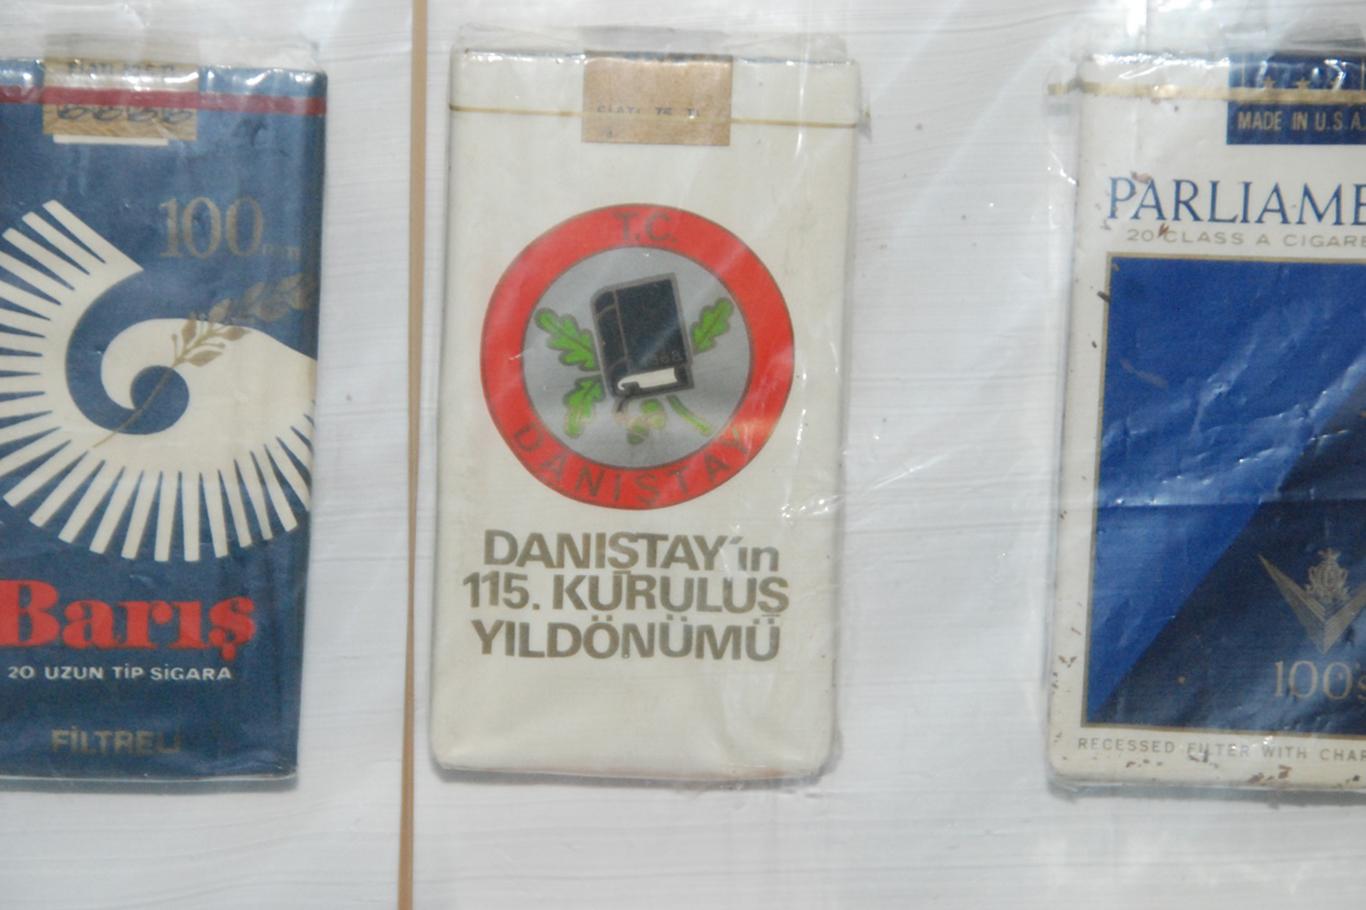 100 mm
Barış
20 UZUN TİP SİGARA
FİLTRELİ
T.C.
DANIŞTAY
DANIŞTAY'ın
115. KURULUŞ
YILDÖNÜMÜ
MADE IN U.S.A.
PARLIAME
20 CLASS A CIGARE
100's
RECESSED FILTER WITH CHAR